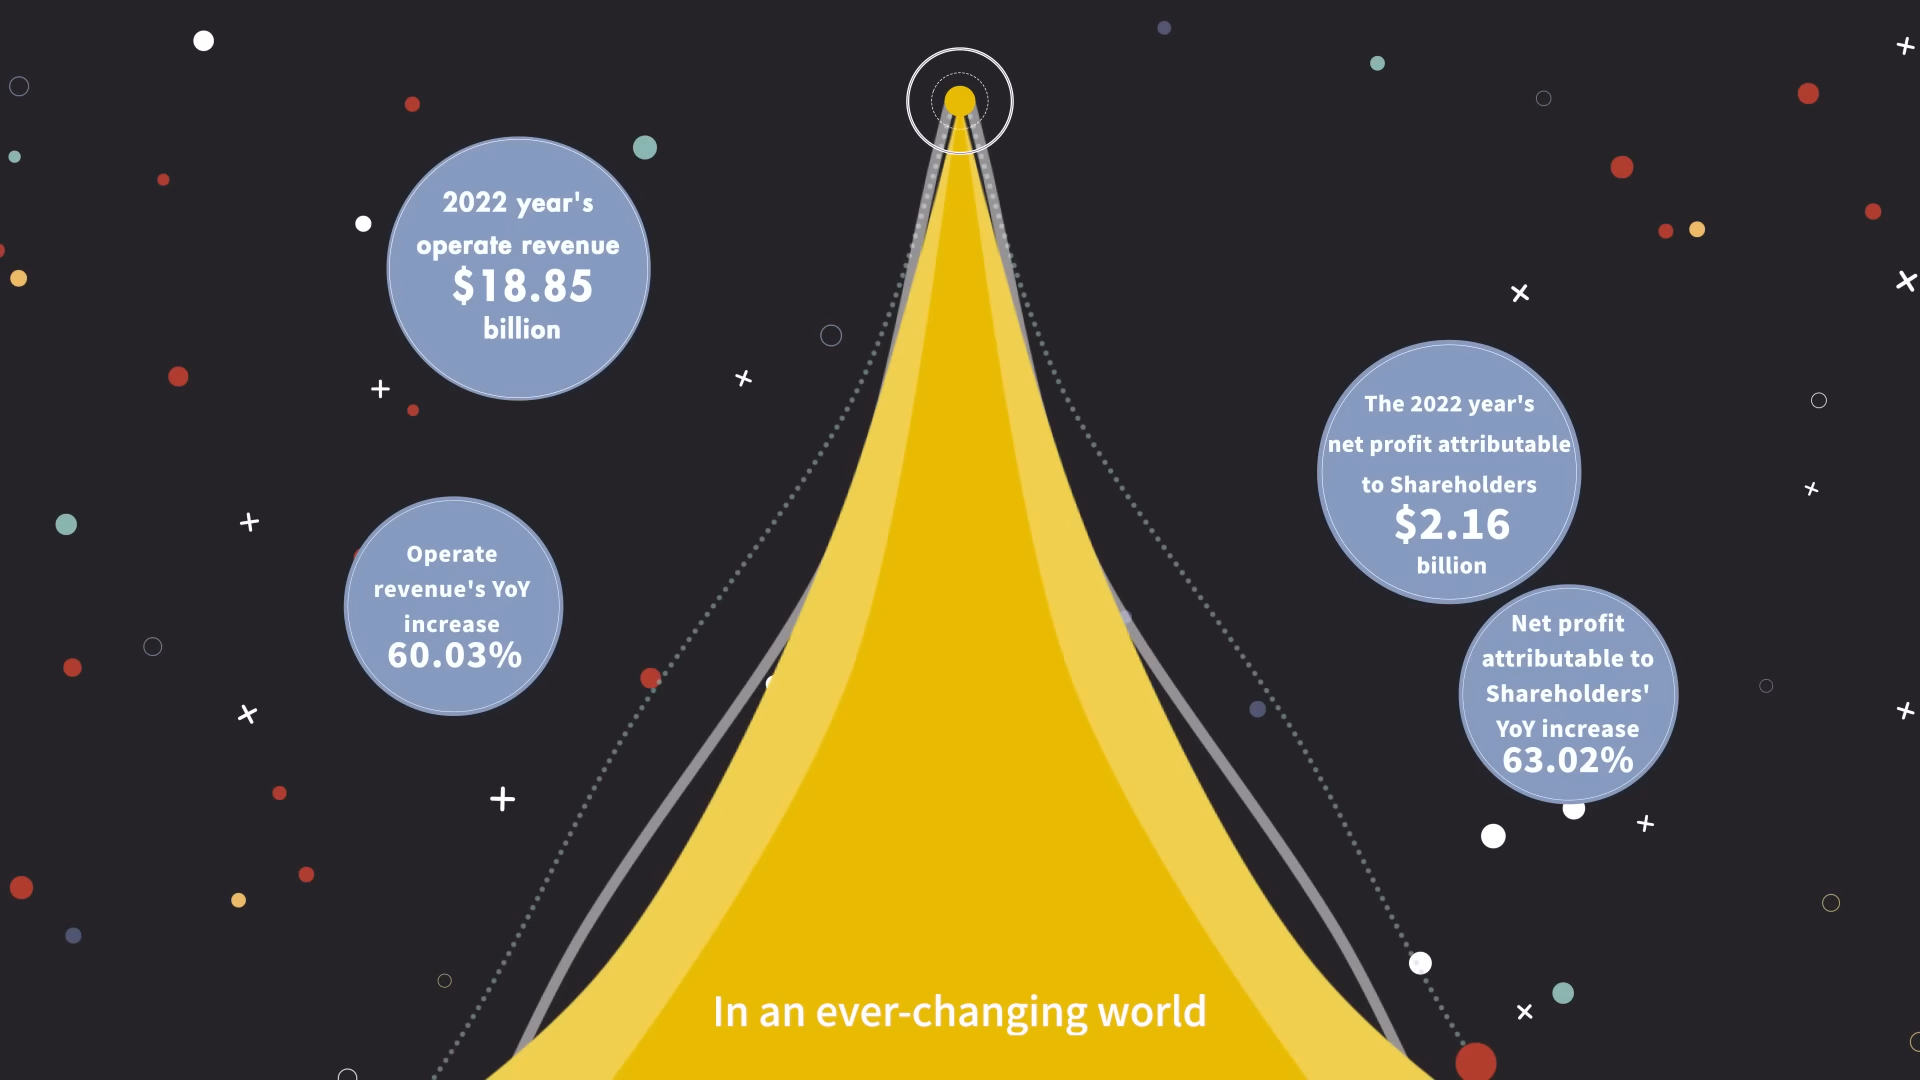 2022 year's
operate revenue
$18.85
billion
Operate
revenue's YoY
increase
60.03%
The 2022 year's
net profit attributable
to Shareholders
$2.16
billion
Net profit
attributable to
Shareholders'
YoY increase
63.02%
In an ever-changing world